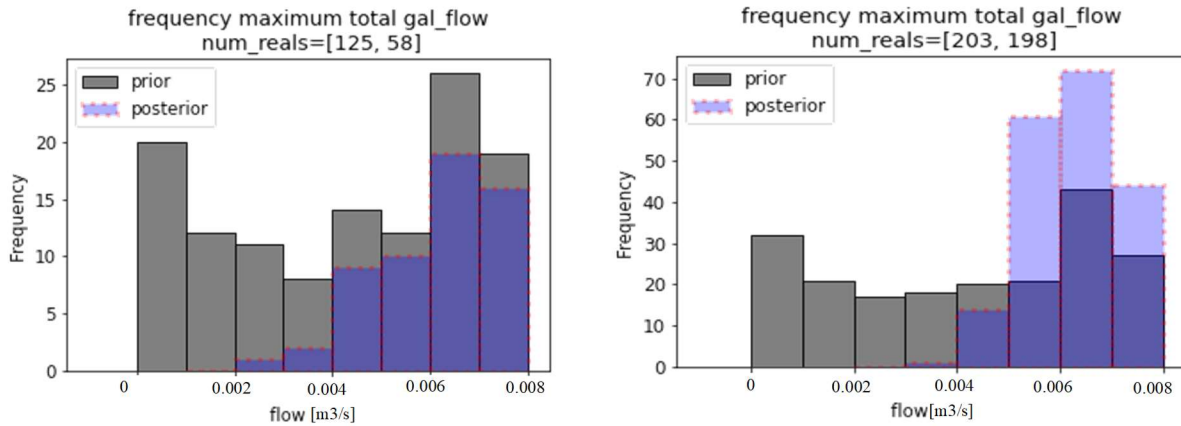 frequency maximum total gal_flow
num_reals=[125, 58]
prior
posterior
Frequency
25
20
15
10
5
0
0 0.002 0.004 0.006 0.008
flow [m3/s]
frequency maximum total gal_flow
num_reals=[203, 198]
prior
posterior
Frequency
70
60
50
40
30
20
10
0
0 0.002 0.004 0.006 0.008
flow[m3/s]